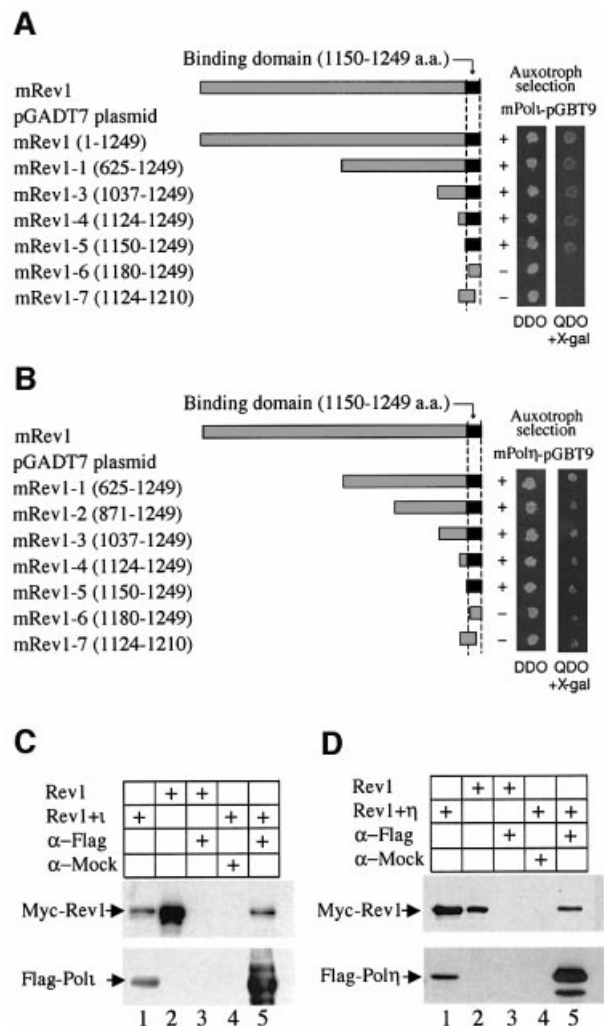 A
Binding domain (1150-1249 a.a.)
Auxotroph
selection
mRev1
mPolι-pGBT9
pGADT7 plasmid
mRev1 (1-1249) +
mRev1-1 (625-1249) +
mRev1-3 (1037-1249) +
mRev1-4 (1124-1249) +
mRev1-5 (1150-1249) +
mRev1-6 (1180-1249) –
mRev1-7 (1124-1210) –
DDO QDO
+X-gal
B
Binding domain (1150-1249 a.a.)
Auxotroph
selection
mRev1
mPolη-pGBT9
pGADT7 plasmid
mRev1-1 (625-1249) +
mRev1-2 (871-1249) +
mRev1-3 (1037-1249) +
mRev1-4 (1124-1249) +
mRev1-5 (1150-1249) +
mRev1-6 (1180-1249) –
mRev1-7 (1124-1210) –
DDO QDO
+X-gal
C
Rev1 + +
Rev1+ι + + +
α–Flag + +
α–Mock +
Myc-Rev1
Flag-Polι
1 2 3 4 5
D
Rev1 + +
Rev1+η + + +
α–Flag + +
α–Mock +
Myc-Rev1
Flag-Polη
1 2 3 4 5